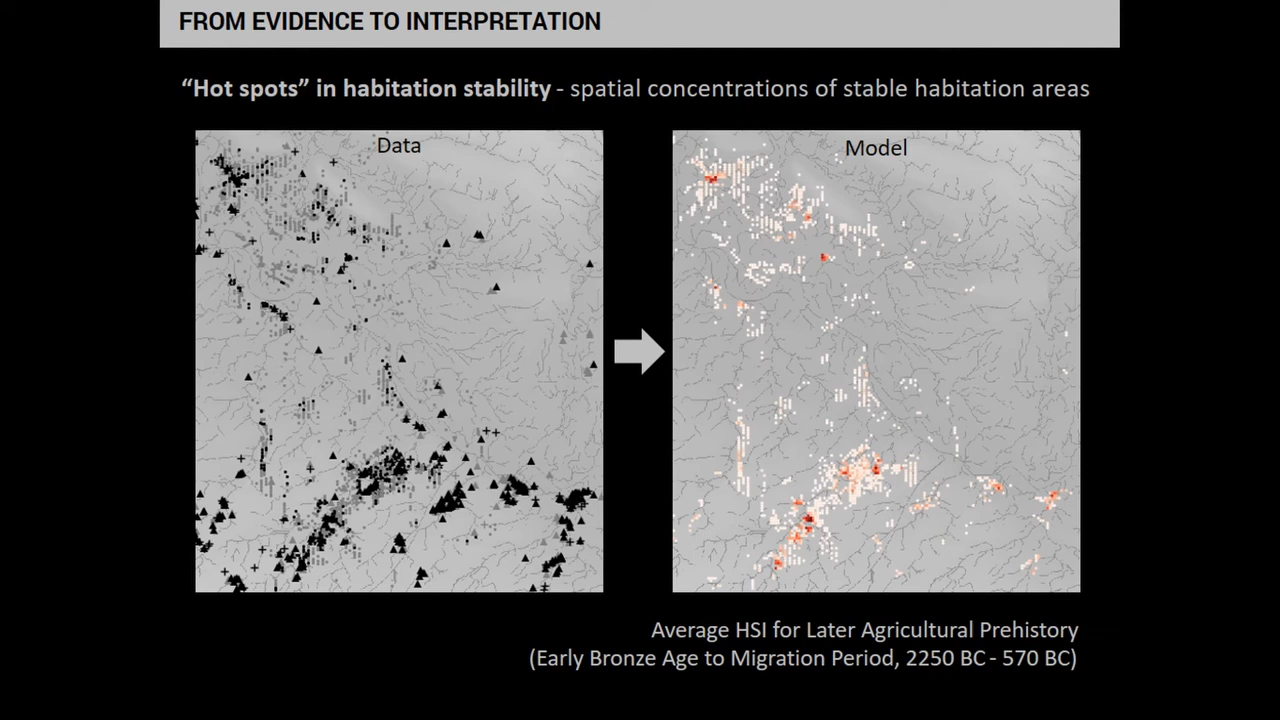 FROM EVIDENCE TO INTERPRETATION
“Hot spots” in habitation stability - spatial concentrations of stable habitation areas
Data
Model
Average HSI for Later Agricultural Prehistory
(Early Bronze Age to Migration Period, 2250 BC - 570 BC)